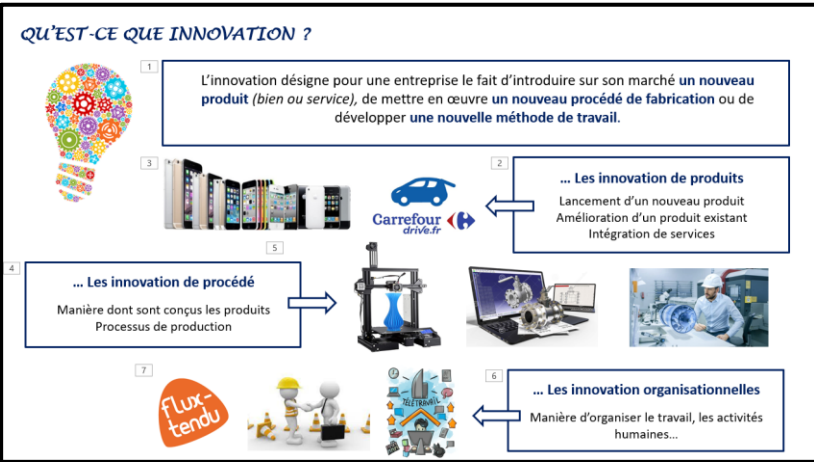 QU'EST-CE QUE INNOVATION ?
1
L'innovation désigne pour une entreprise le fait d'introduire sur son marché un nouveau
produit (bien ou service), de mettre en œuvre un nouveau procédé de fabrication ou de
développer une nouvelle méthode de travail.
3
2
Carrefour
drive.fr
... Les innovation de produits
Lancement d'un nouveau produit
Amélioration d'un produit existant
Intégration de services
5
4
... Les innovation de procédé
Manière dont sont conçus les produits
Processus de production
7
6
flux-
tendu
TÉLÉTRAVAIL
... Les innovation organisationnelles
Manière d'organiser le travail, les activités
humaines...